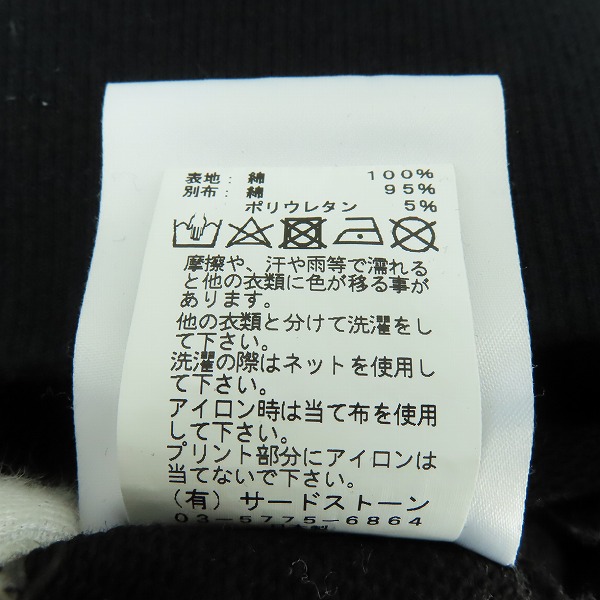 表地: 綿 100%
別布: 綿 95%
ポリウレタン 5%
摩擦や、汗や雨等で濡れる
と他の衣類に色が移る事が
あります。
他の衣類と分けて洗濯をし
て下さい。
洗濯の際はネットを使用し
て下さい。
アイロン時は当て布を使用
して下さい。
プリント部分にアイロンは
当てないで下さい。
(有) サードストーン
03-5775-6864